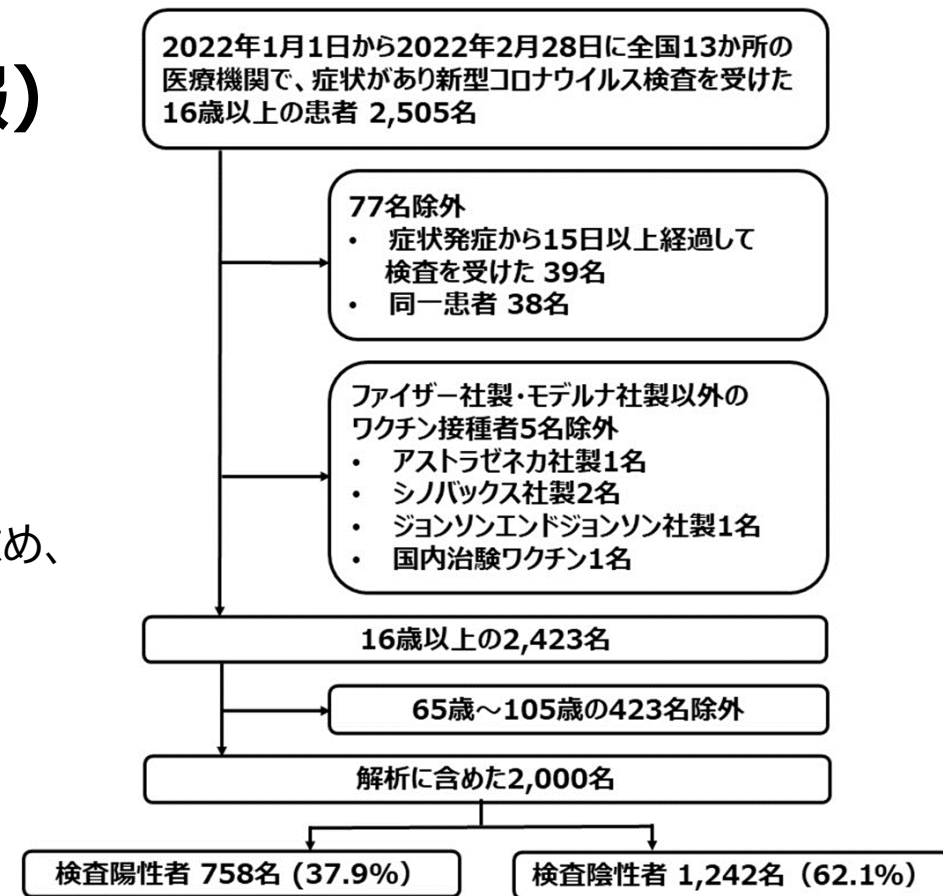 報)
2022年1月1日から2022年2月28日に全国13か所の
医療機関で、症状があり新型コロナウイルス検査を受けた
16歳以上の患者 2,505名
77名除外
• 症状発症から15日以上経過して
検査を受けた 39名
• 同一患者 38名
ファイザー社製・モデルナ社製以外の
ワクチン接種者5名除外
• アストラゼネカ社製1名
• シノバックス社製2名
• ジョンソンエンドジョンソン社製1名
• 国内治験ワクチン1名
め、
16歳以上の2,423名
65歳～105歳の423名除外
解析に含めた2,000名
検査陽性者 758名 (37.9%)
検査陰性者 1,242名 (62.1%)